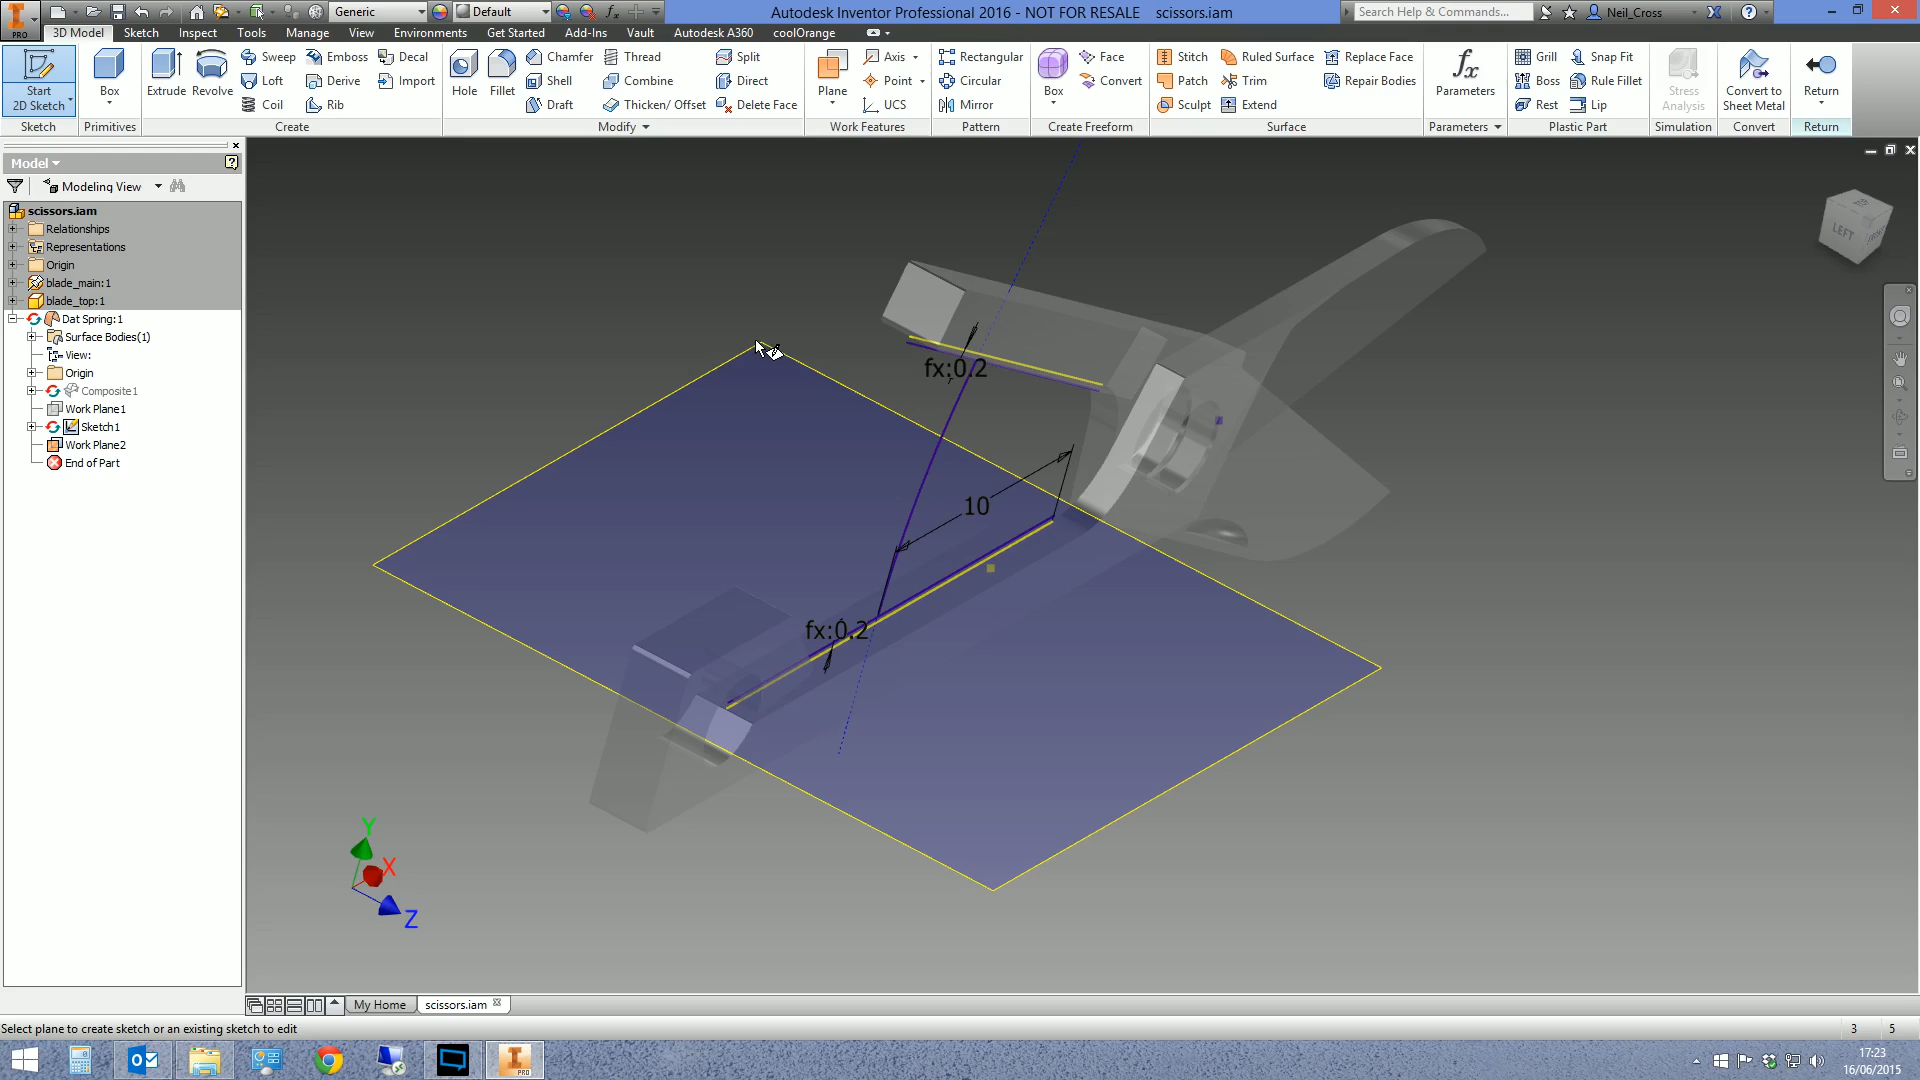 Generic
Default
Autodesk Inventor Professional 2016 - NOT FOR RESALE scissors.iam
Search Help & Commands...
Neil_Cross
PRO
3D Model
Sketch
Inspect
Tools
Manage
View
Environments
Get Started
Add-Ins
Vault
Autodesk A360
coolOrange
Start
2D Sketch
Box
Extrude
Revolve
Sweep
Loft
Coil
Emboss
Derive
Rib
Decal
Import
Hole
Fillet
Chamfer
Shell
Draft
Thread
Combine
Thicken/ Offset
Split
Direct
Delete Face
Plane
Axis
Point
UCS
Rectangular
Circular
Mirror
Box
Face
Convert
Stitch
Patch
Sculpt
Ruled Surface
Trim
Extend
Replace Face
Repair Bodies
fx
Parameters
Grill
Boss
Rest
Snap Fit
Rule Fillet
Lip
Stress
Analysis
Convert to
Sheet Metal
Return
Sketch
Primitives
Create
Modify
Work Features
Pattern
Create Freeform
Surface
Parameters
Plastic Part
Simulation
Convert
Return
Model
Modeling View
scissors.iam
Relationships
Representations
Origin
blade_main:1
blade_top:1
Dat Spring:1
Surface Bodies(1)
View:
Origin
Composite1
Work Plane1
Sketch1
Work Plane2
End of Part
LEFT
fx:0.2
10
fx:0.2
Y
X
Z
My Home
scissors.iam
Select plane to create sketch or an existing sketch to edit
3 5
PRO
17:23
16/06/2015